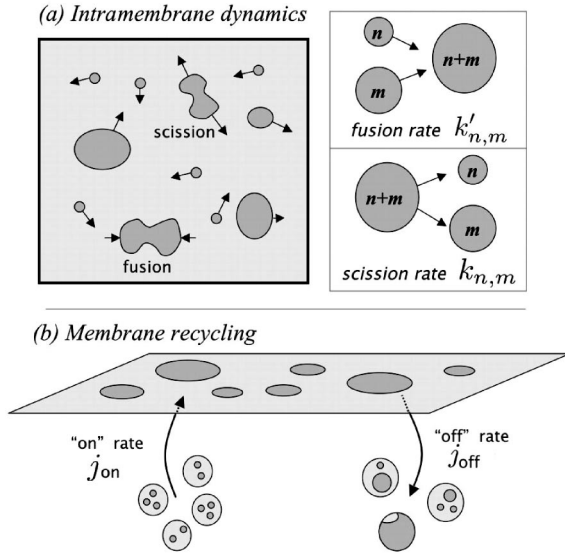 (a) Intramembrane dynamics
scission
fusion
n
m
n+m
fusion rate k′n,m
n+m
n
m
scission rate kn,m
(b) Membrane recycling
"on" rate
jon
"off" rate
joff